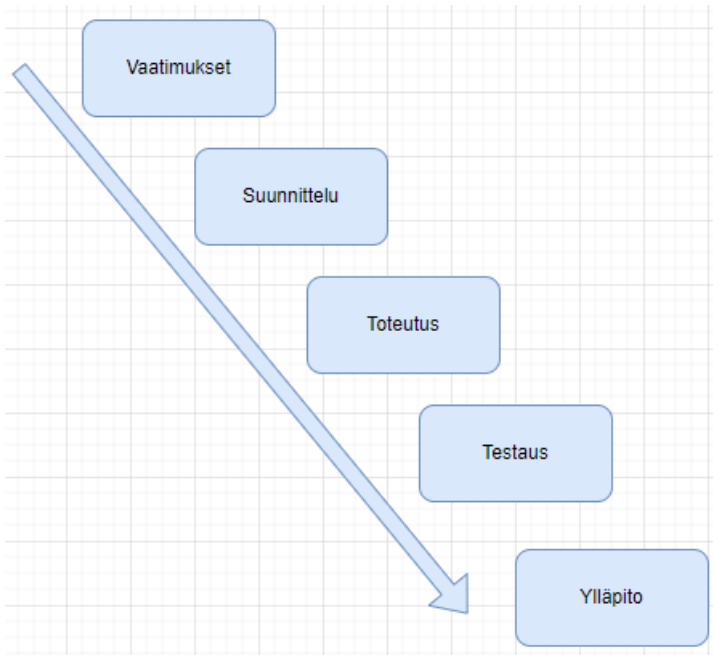 Vaatimukset
Suunnittelu
Toteutus
Testaus
Ylläpito